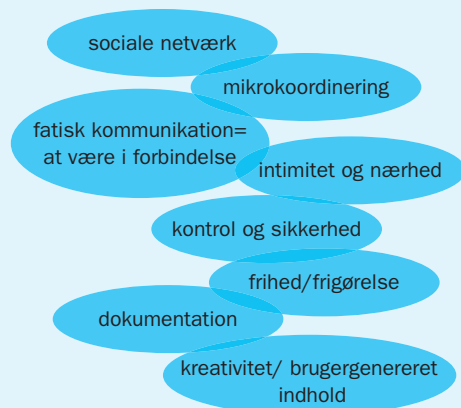 sociale netværk
mikrokoordinering
fatisk kommunikation=
at være i forbindelse
intimitet og nærhed
kontrol og sikkerhed
frihed/frigørelse
dokumentation
kreativitet/ brugergenereret
indhold